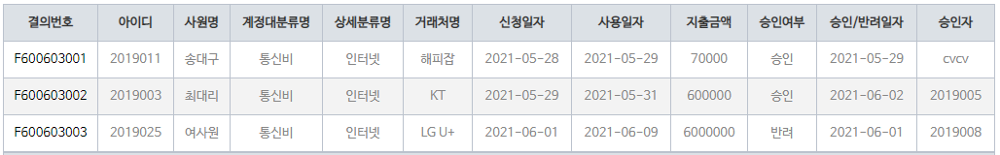 결의번호 아이디 사원명 계정대분류명 상세분류명 거래처명 신청일자 사용일자 지출금액 승인여부 승인/반려일자 승인자
F600603001 2019011 송대구 통신비 인터넷 해피잡 2021-05-28 2021-05-29 70000 승인 2021-05-29 cvcv
F600603002 2019003 최대리 통신비 인터넷 KT 2021-05-29 2021-05-31 600000 승인 2021-06-02 2019005
F600603003 2019025 여사원 통신비 인터넷 LG U+ 2021-06-01 2021-06-09 6000000 반려 2021-06-01 2019008